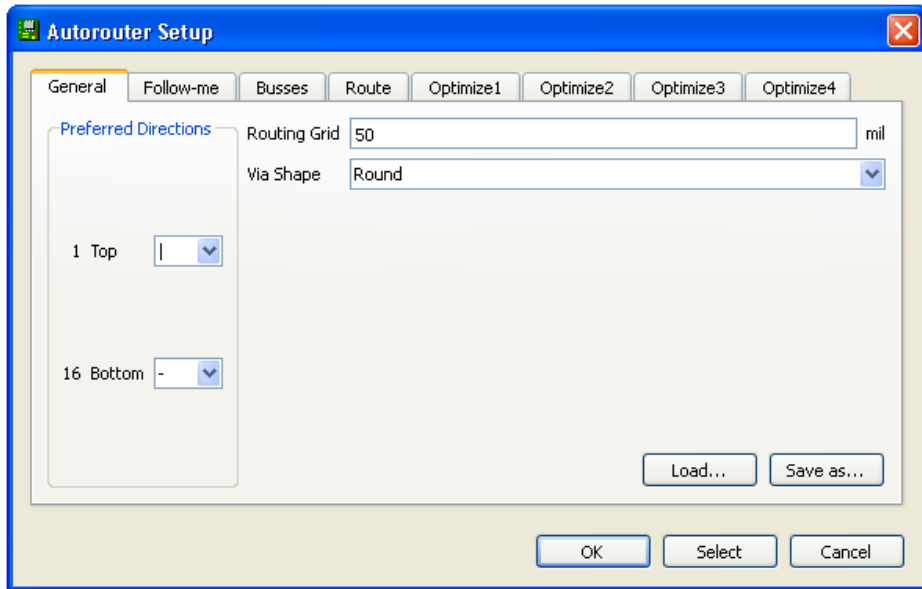 Autorouter Setup
General Follow-me Busses Route Optimize1 Optimize2 Optimize3 Optimize4
Preferred Directions
Routing Grid 50 mil
Via Shape Round
1 Top |
16 Bottom -
Load... Save as...
OK Select Cancel